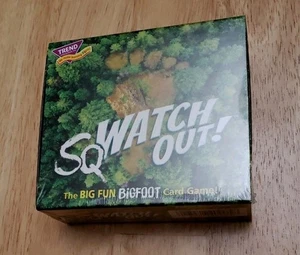 TREND
SQWATCH
OUT!
The BIG FUN BIGFOOT Card Game!